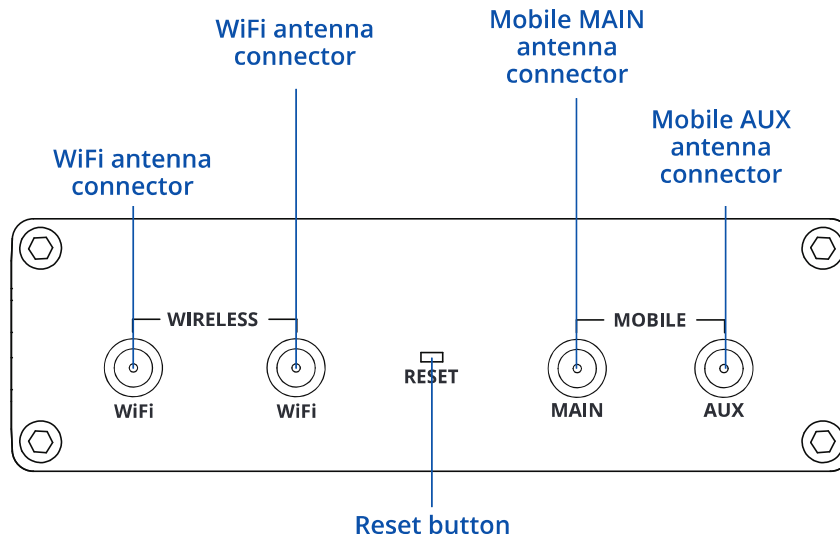 WiFi antenna
connector
Mobile MAIN
antenna
connector
Mobile AUX
antenna
connector
WiFi antenna
connector
WIRELESS
MOBILE
RESET
WiFi
WiFi
MAIN
AUX
Reset button